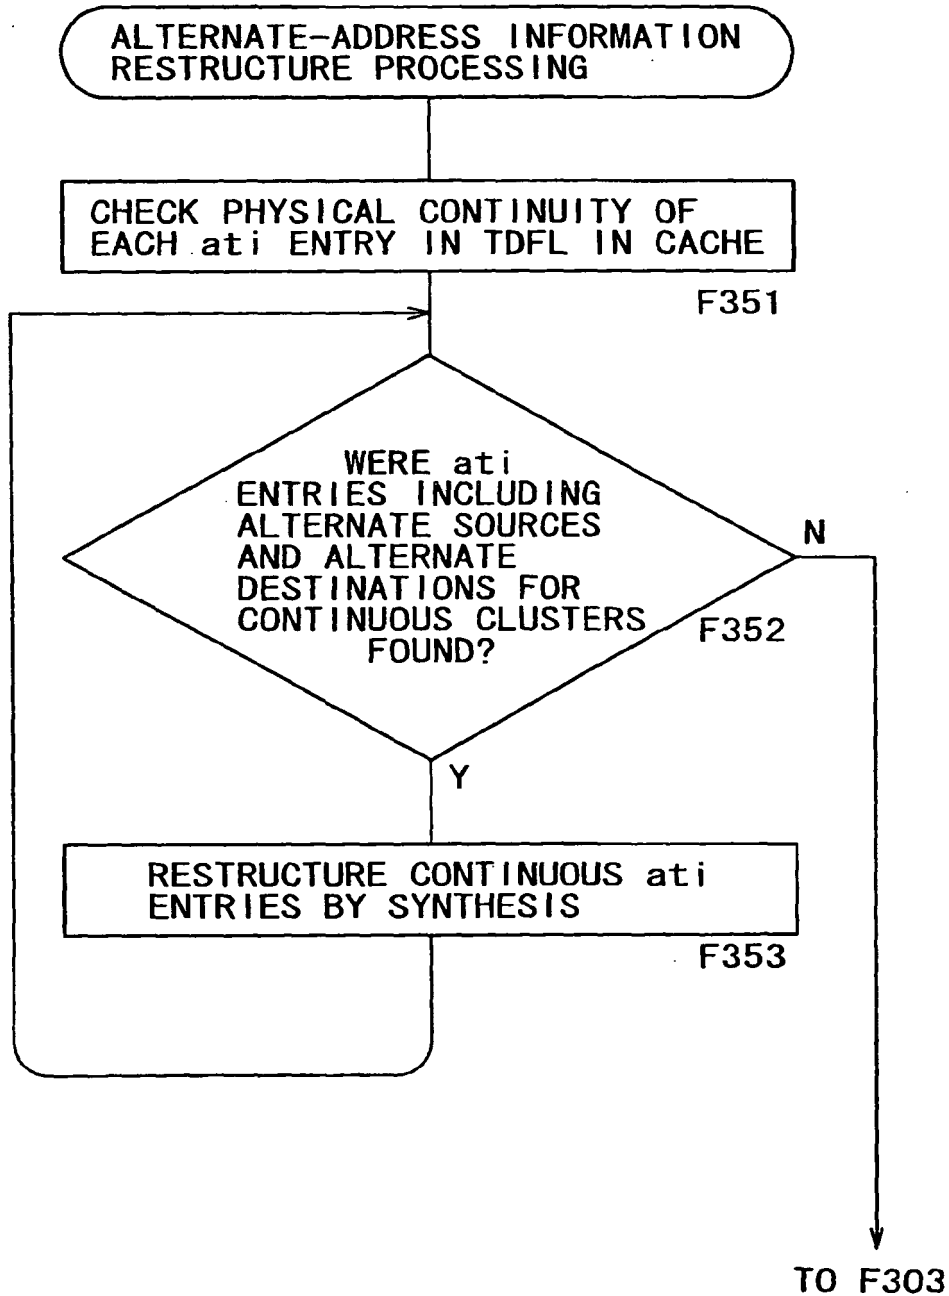 ALTERNATE-ADDRESS INFORMATION
RESTRUCTURE PROCESSING
CHECK PHYSICAL CONTINUITY OF
EACH ati ENTRY IN TDFL IN CACHE
F351
WERE ati
ENTRIES INCLUDING
ALTERNATE SOURCES
AND ALTERNATE
DESTINATIONS FOR
CONTINUOUS CLUSTERS
FOUND?
N
F352
Y
RESTRUCTURE CONTINUOUS ati
ENTRIES BY SYNTHESIS
F353
TO F303